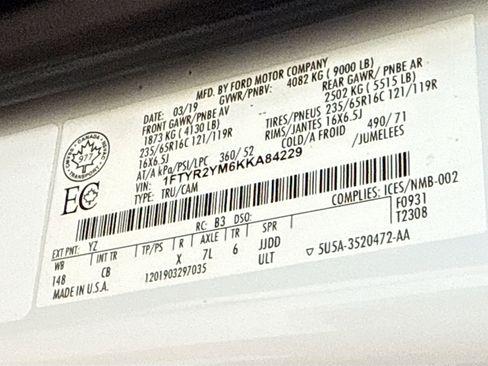 MFD. BY FORD MOTOR COMPANY
DATE: 03/19 GVWR/PNBV: 4082 KG ( 9000 LB)
FRONT GAWR/PNBE AV REAR GAWR/ PNBE AR
1873 KG ( 4130 LB) 2502 KG ( 5515 LB)
235/65R16C 121/119R TIRES/PNEUS 235/65R16C 121/119R
16X6.5J RIMS/JANTES 16X6.5J
AT/A kPa/PSI/LPC 360/ 52 COLD/A FROID 490/ 71
VIN: 1FTYR2YM6KKA84229 /JUMELEES
TYPE: TRU/CAM
CANADA
977
EC
COMPLIES: ICES/NMB-002
RC: B3 DSO: F0931
EXT PNT: YZ T2308
WB INT TR TP/PS R AXLE TR SPR
148 CB X 7L 6 JJDD
ULT
MADE IN U.S.A. 1201903297035 ▽ 5U5A-3520472-AA